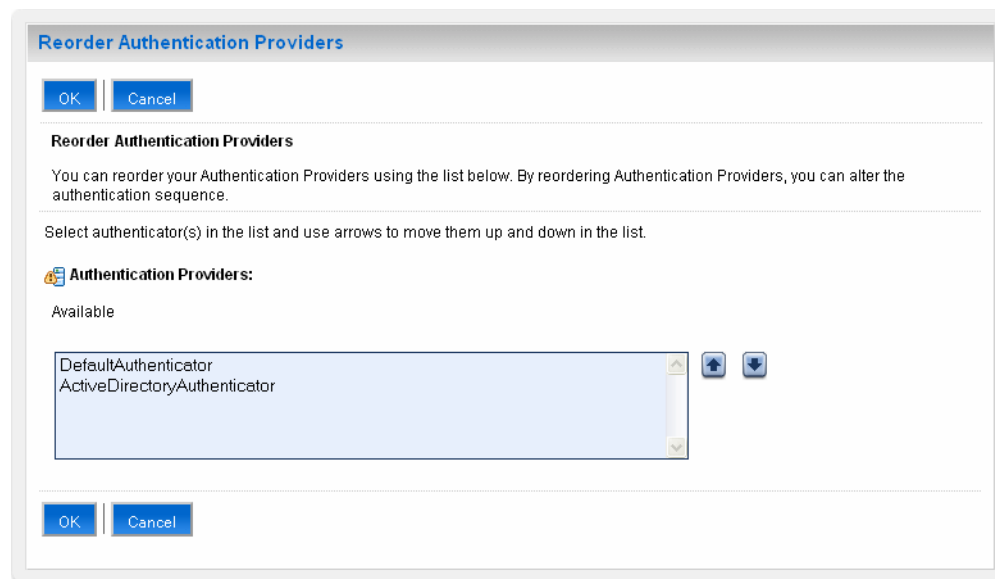 Reorder Authentication Providers
OK Cancel
Reorder Authentication Providers
You can reorder your Authentication Providers using the list below. By reordering Authentication Providers, you can alter the
authentication sequence.
Select authenticator(s) in the list and use arrows to move them up and down in the list.
Authentication Providers:
Available
DefaultAuthenticator
ActiveDirectoryAuthenticator
OK Cancel